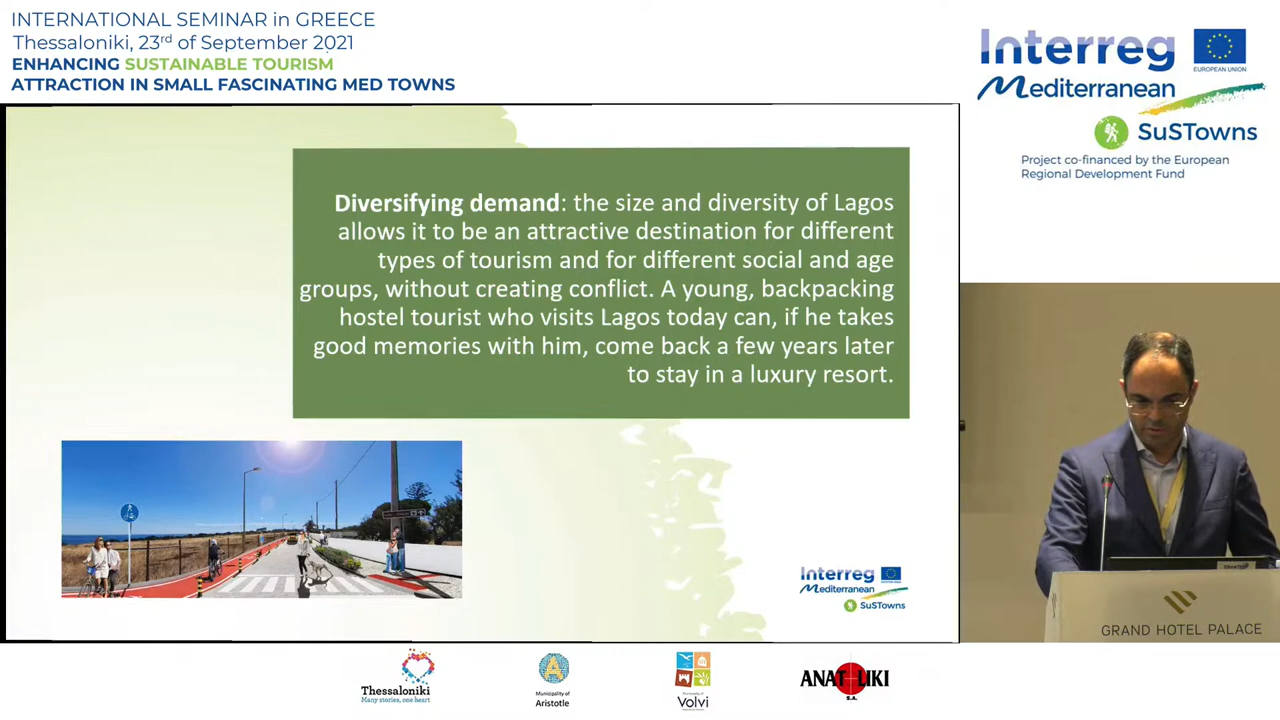 INTERNATIONAL SEMINAR in GREECE
Thessaloniki, 23rd of September 2021
ENHANCING SUSTAINABLE TOURISM
ATTRACTION IN SMALL FASCINATING MED TOWNS
Interreg
EUROPEAN UNION
Mediterranean
SuSTowns
Project co-financed by the European
Regional Development Fund
Diversifying demand: the size and diversity of Lagos
allows it to be an attractive destination for different
types of tourism and for different social and age
groups, without creating conflict. A young, backpacking
hostel tourist who visits Lagos today can, if he takes
good memories with him, come back a few years later
to stay in a luxury resort.
Interreg
Mediterranean
SuSTowns
GRAND HOTEL PALACE
Thessaloniki
Many stories, one heart
Municipality of
Aristotle
Municipality of
Volvi
ANATOLIKI
S.A.